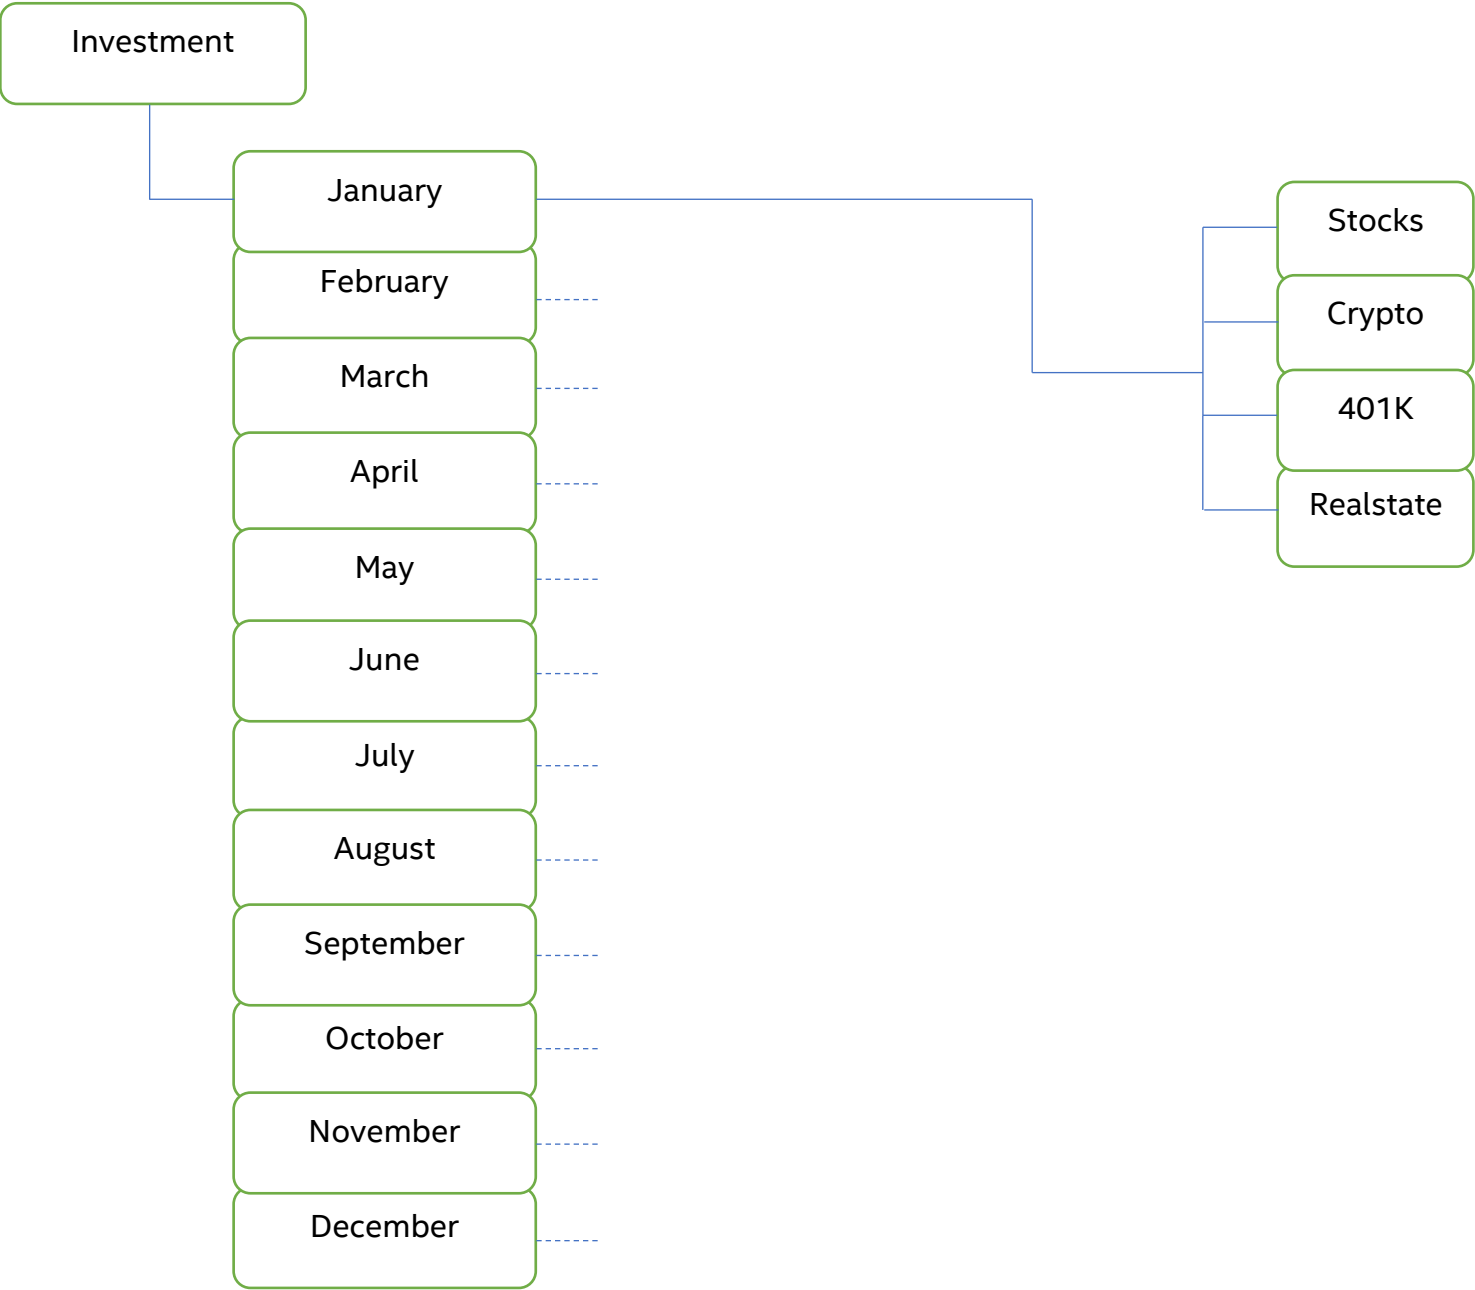 Investment
January
February
March
April
May
June
July
August
September
October
November
December
Stocks
Crypto
401K
Realstate